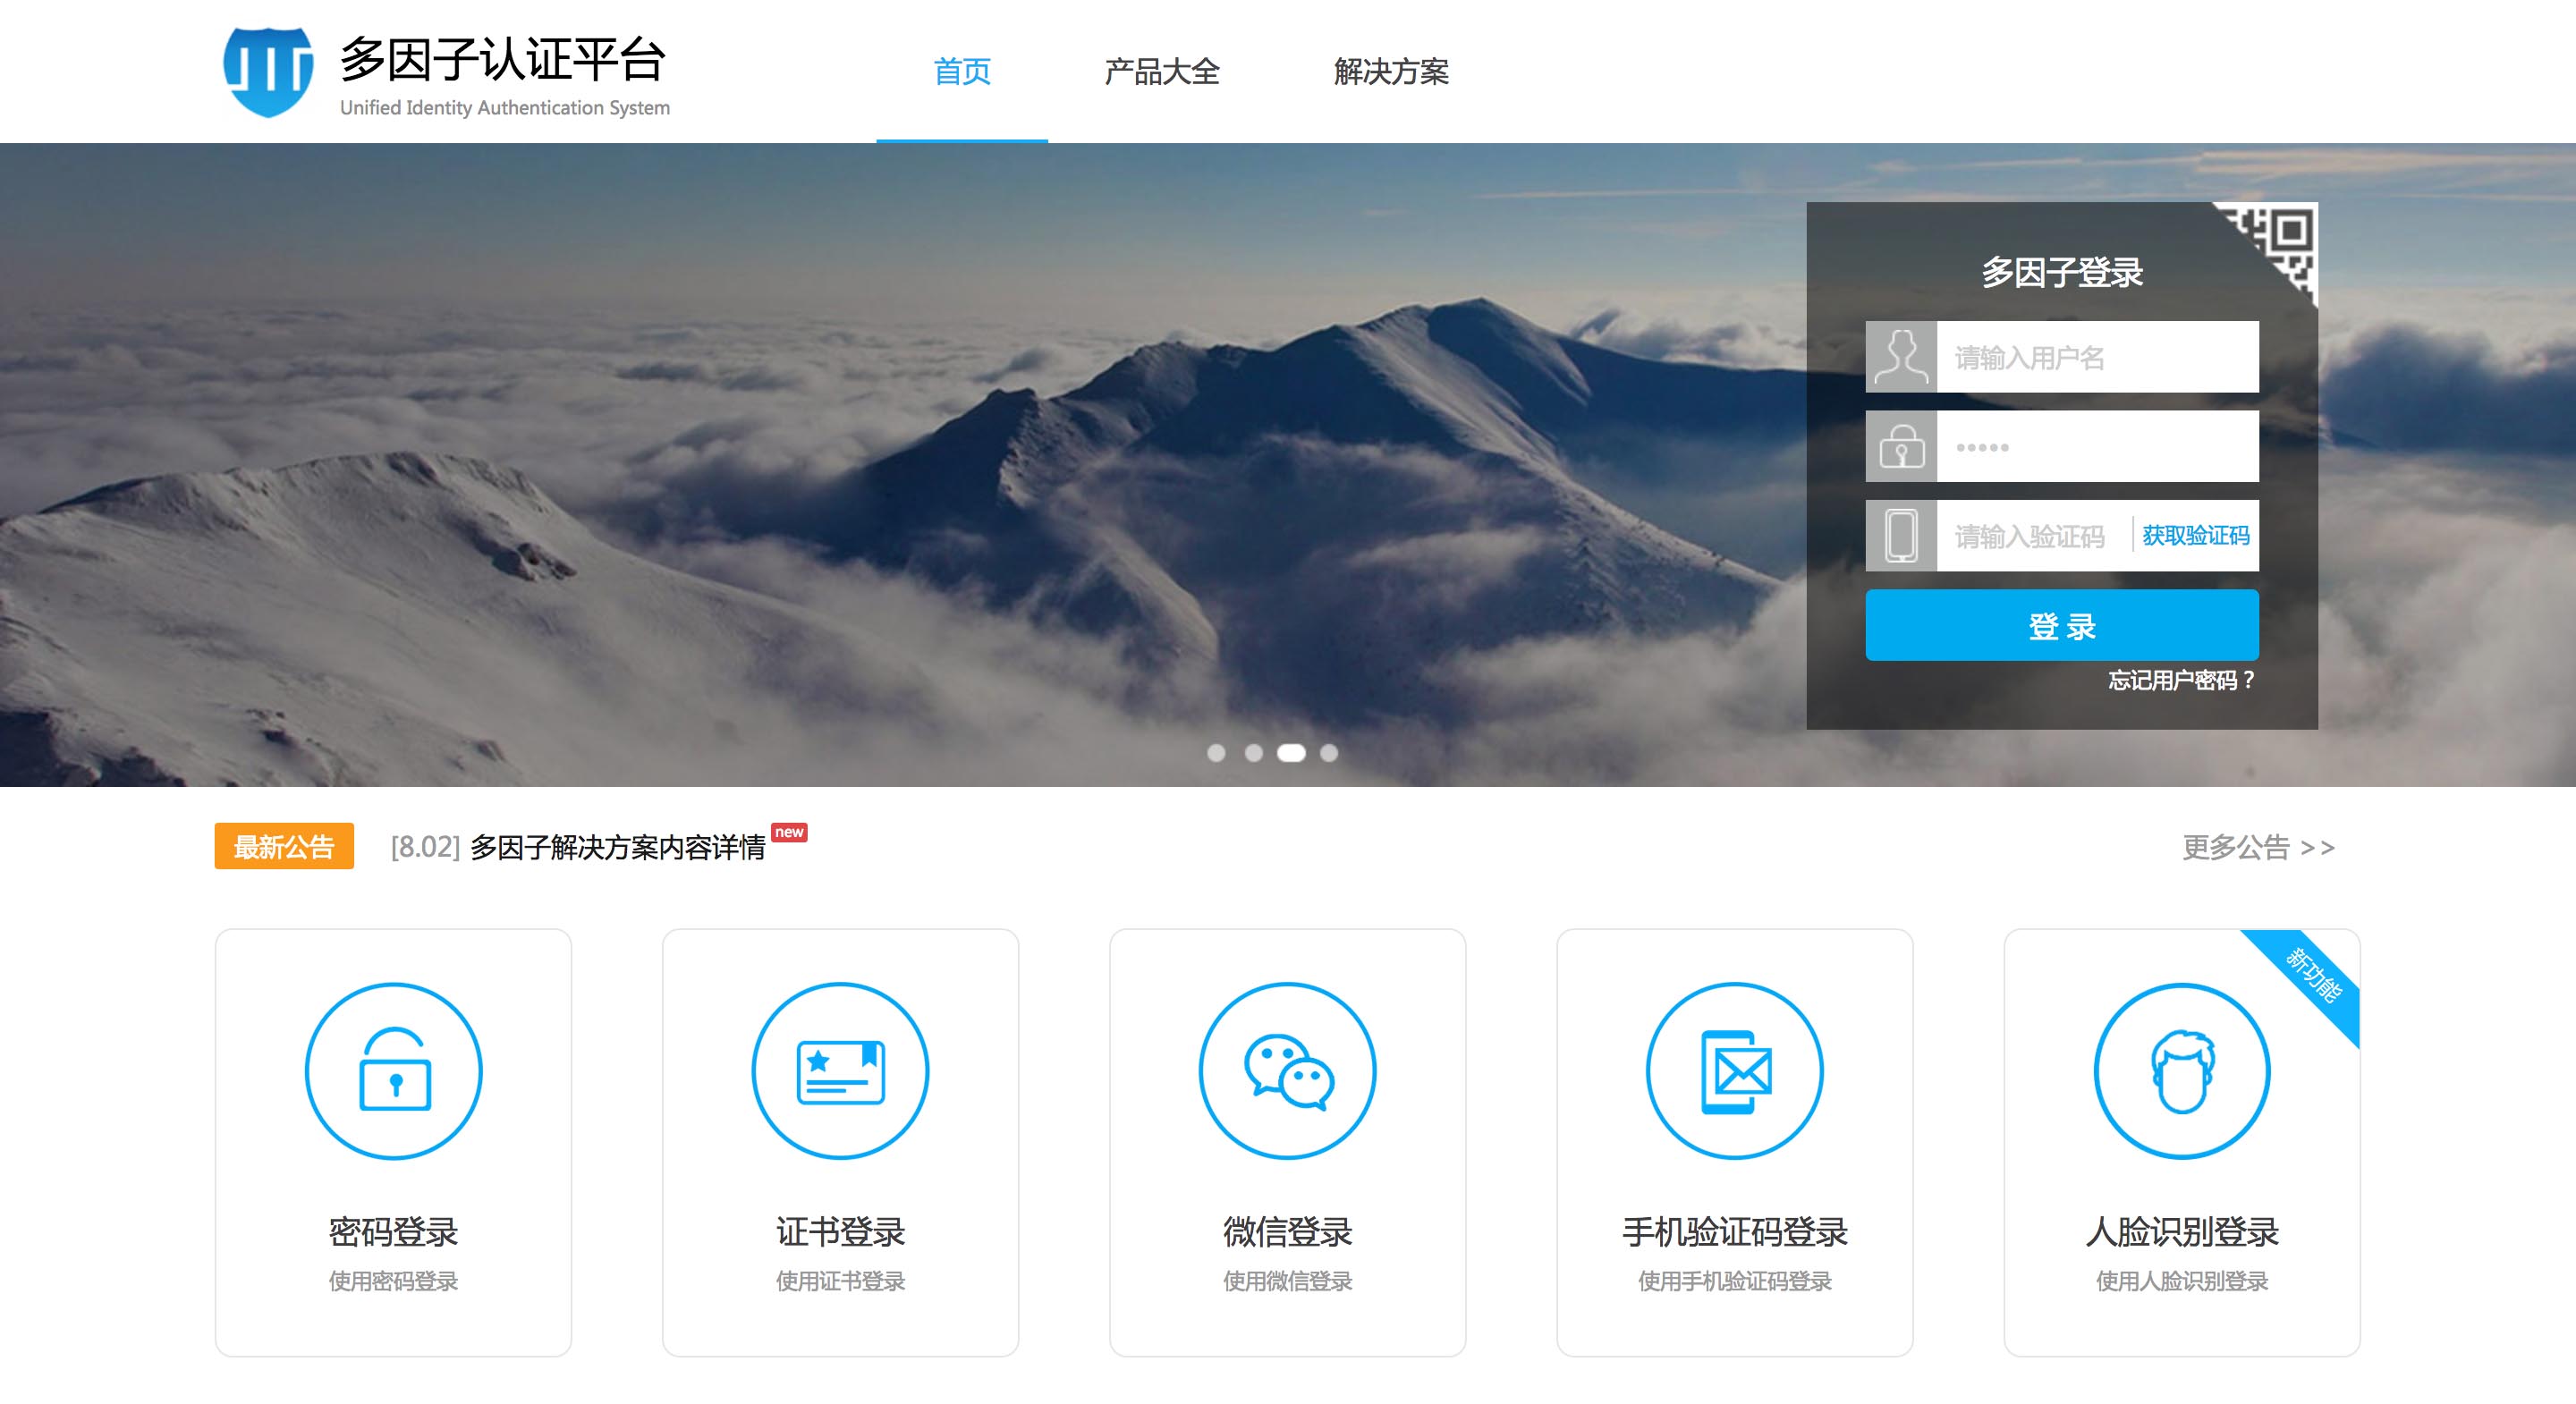 多因子认证平台
Unified Identity Authentication System
首页
产品大全
解决方案
多因子登录
请输入用户名
•••••
请输入验证码
获取验证码
登 录
忘记用户密码？
最新公告
[8.02] 多因子解决方案内容详情
new
更多公告 >>
密码登录
使用密码登录
证书登录
使用证书登录
微信登录
使用微信登录
手机验证码登录
使用手机验证码登录
新功能
人脸识别登录
使用人脸识别登录